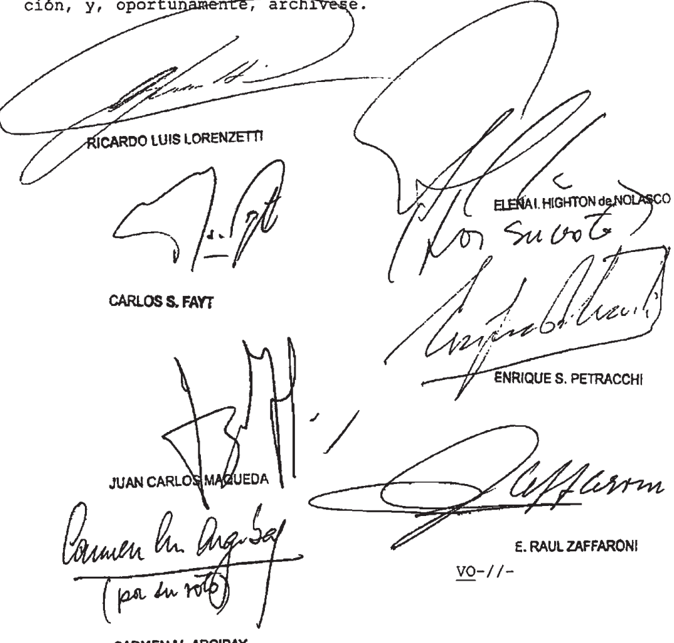 ción, y, oportunamente, archívese.
RICARDO LUIS LORENZETTI
ELENA I. HIGHTON de NOLASCO
(por su voto)
CARLOS S. FAYT
ENRIQUE S. PETRACCHI
JUAN CARLOS MAQUEDA
Zaffaroni
E. RAUL ZAFFARONI
Carmen M. Argibay
(por su voto)
VO-//-
CARMEN M. ARGIBAY